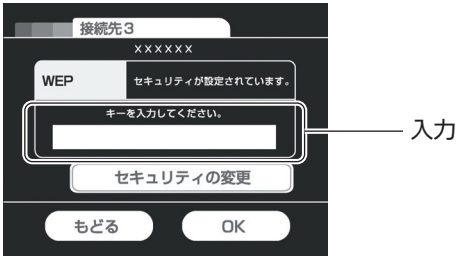 接続先3
××××××
WEP
セキュリティが設定されています。
キーを入力してください。
入力
セキュリティの変更
もどる
OK